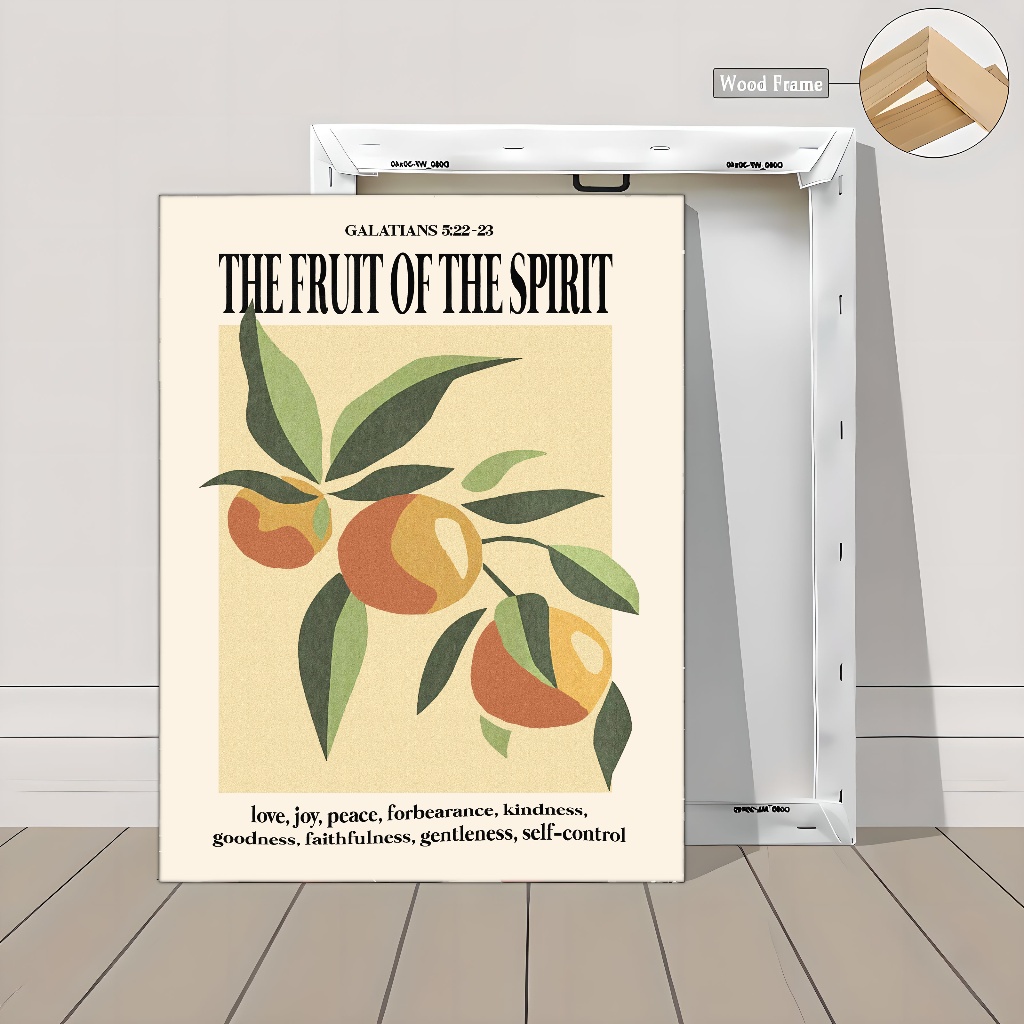 Wood Frame
GALATIANS 5:22-23
THE FRUIT OF THE SPIRIT
love, joy, peace, forbearance, kindness,
goodness, faithfulness, gentleness, self-control